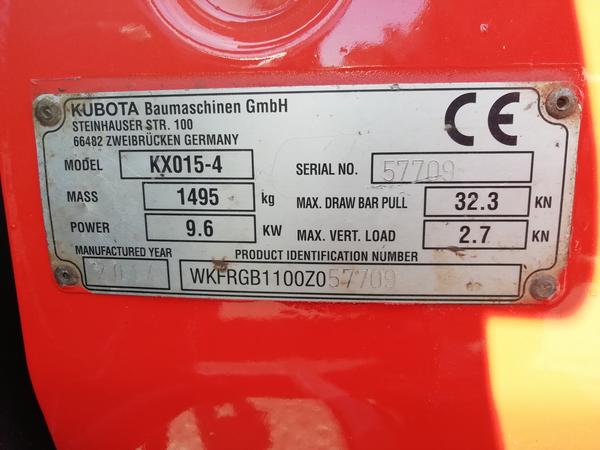 KUBOTA Baumaschinen GmbH
STEINHAUSER STR. 100
66482 ZWEIBRÜCKEN GERMANY
CE
MODEL KX015-4 SERIAL NO. 57709
MASS 1495 kg MAX. DRAW BAR PULL 32.3 KN
POWER 9.6 KW MAX. VERT. LOAD 2.7 KN
MANUFACTURED YEAR PRODUCT IDENTIFICATION NUMBER
WKFRGB1100Z057709